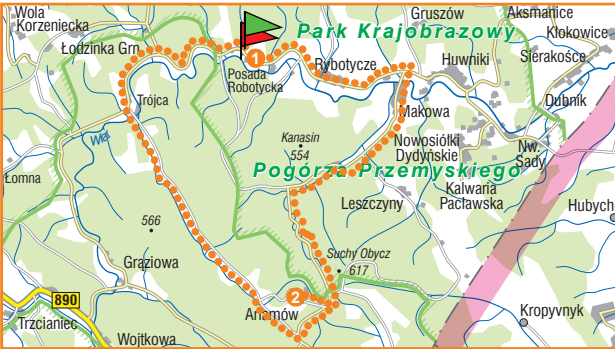 Wola
Korzeniecka
Gruszów
Aksmanice
Kłokowice
Park Krajobrazowy
Łodzinka Grn.
1
Posada
Robotycka
Rybotycze
Huwniki
Sierakośce
Trójca
Makowa
Dubnik
Wiar
Kanasin
554
Nowosiółki
Dydyńskie
Nw.
Sady
Pogórza Przemyskiego
Łomna
Kalwaria
Pacławska
Leszczyny
Hubych
566
Suchy Obycz
617
Grąziowa
890
2
Arłamów
Trzcianiec
Wojtkowa
Kropyvnyk